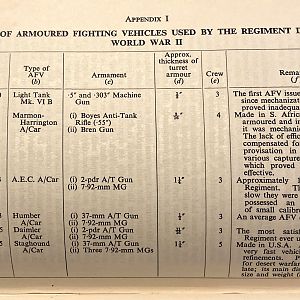 APPENDIX I
OF ARMOURED FIGHTING VEHICLES USED BY THE REGIMENT
WORLD WAR II
Type of AFV (b)
Armament (c)
Approx. thickness of turret armour (d)
Crew (e)
Light Tank Mk. VI B
·5" and ·303" Machine Gun
3
The first AFV issue
since mechanizat
proved inadequa
Marmon-Harrington A/Car
(i) Boyes Anti-Tank Rifle (·55")
(ii) Bren Gun
4
Made in S. Afric
armoured and in
it was mechanic
The lack of effic
compensated fo
provisation in
various captur
which proved
effective.
A.E.C. A/Car
(i) 2-pdr A/T Gun
(ii) 7·92-mm MG
3
Approximately
Regiment. Th
slow they were
possessed an
of small calibr
Humber A/Car
(i) 37-mm A/T Gun
(ii) 7·92-mm MG
3
An average AFV
Daimler A/Car
(i) 2-pdr A/T Gun
(ii) 7·92-mm MG
3
The most satisf
Regiment ever u
Staghound A/Car
(i) 37-mm A/T Gun
(ii) Three 7·92-mm MGs
5
Made in U.S.A.
very fast vehicl
refinements. P
for desert warfar
late; its main di
size and weight